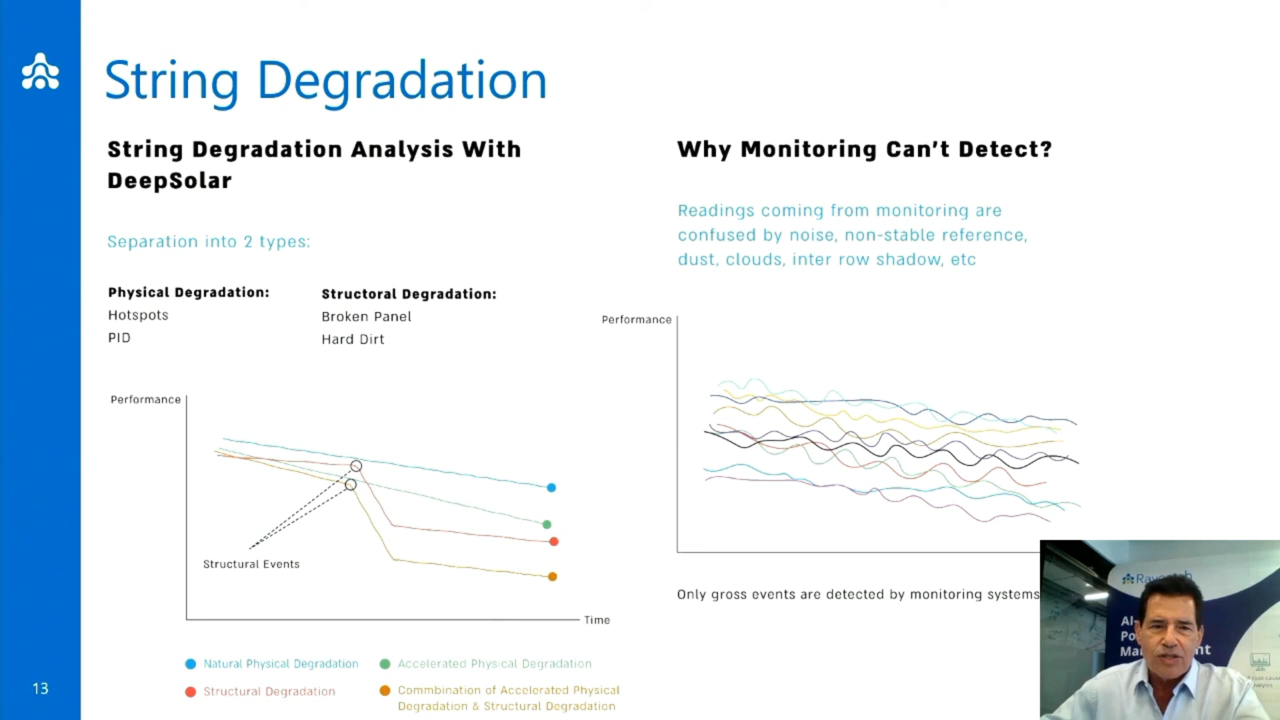 String Degradation
String Degradation Analysis With
DeepSolar
Separation into 2 types:
Physical Degradation:
Hotspots
PID
Structoral Degradation:
Broken Panel
Hard Dirt
Performance
Structural Events
Time
Natural Physical Degradation
Accelerated Physical Degradation
Structural Degradation
Commbination of Accelerated Physical
Degradation & Structural Degradation
Why Monitoring Can't Detect?
Readings coming from monitoring are
confused by noise, non-stable reference,
dust, clouds, inter row shadow, etc
Performance
Only gross events are detected by monitoring systems
13